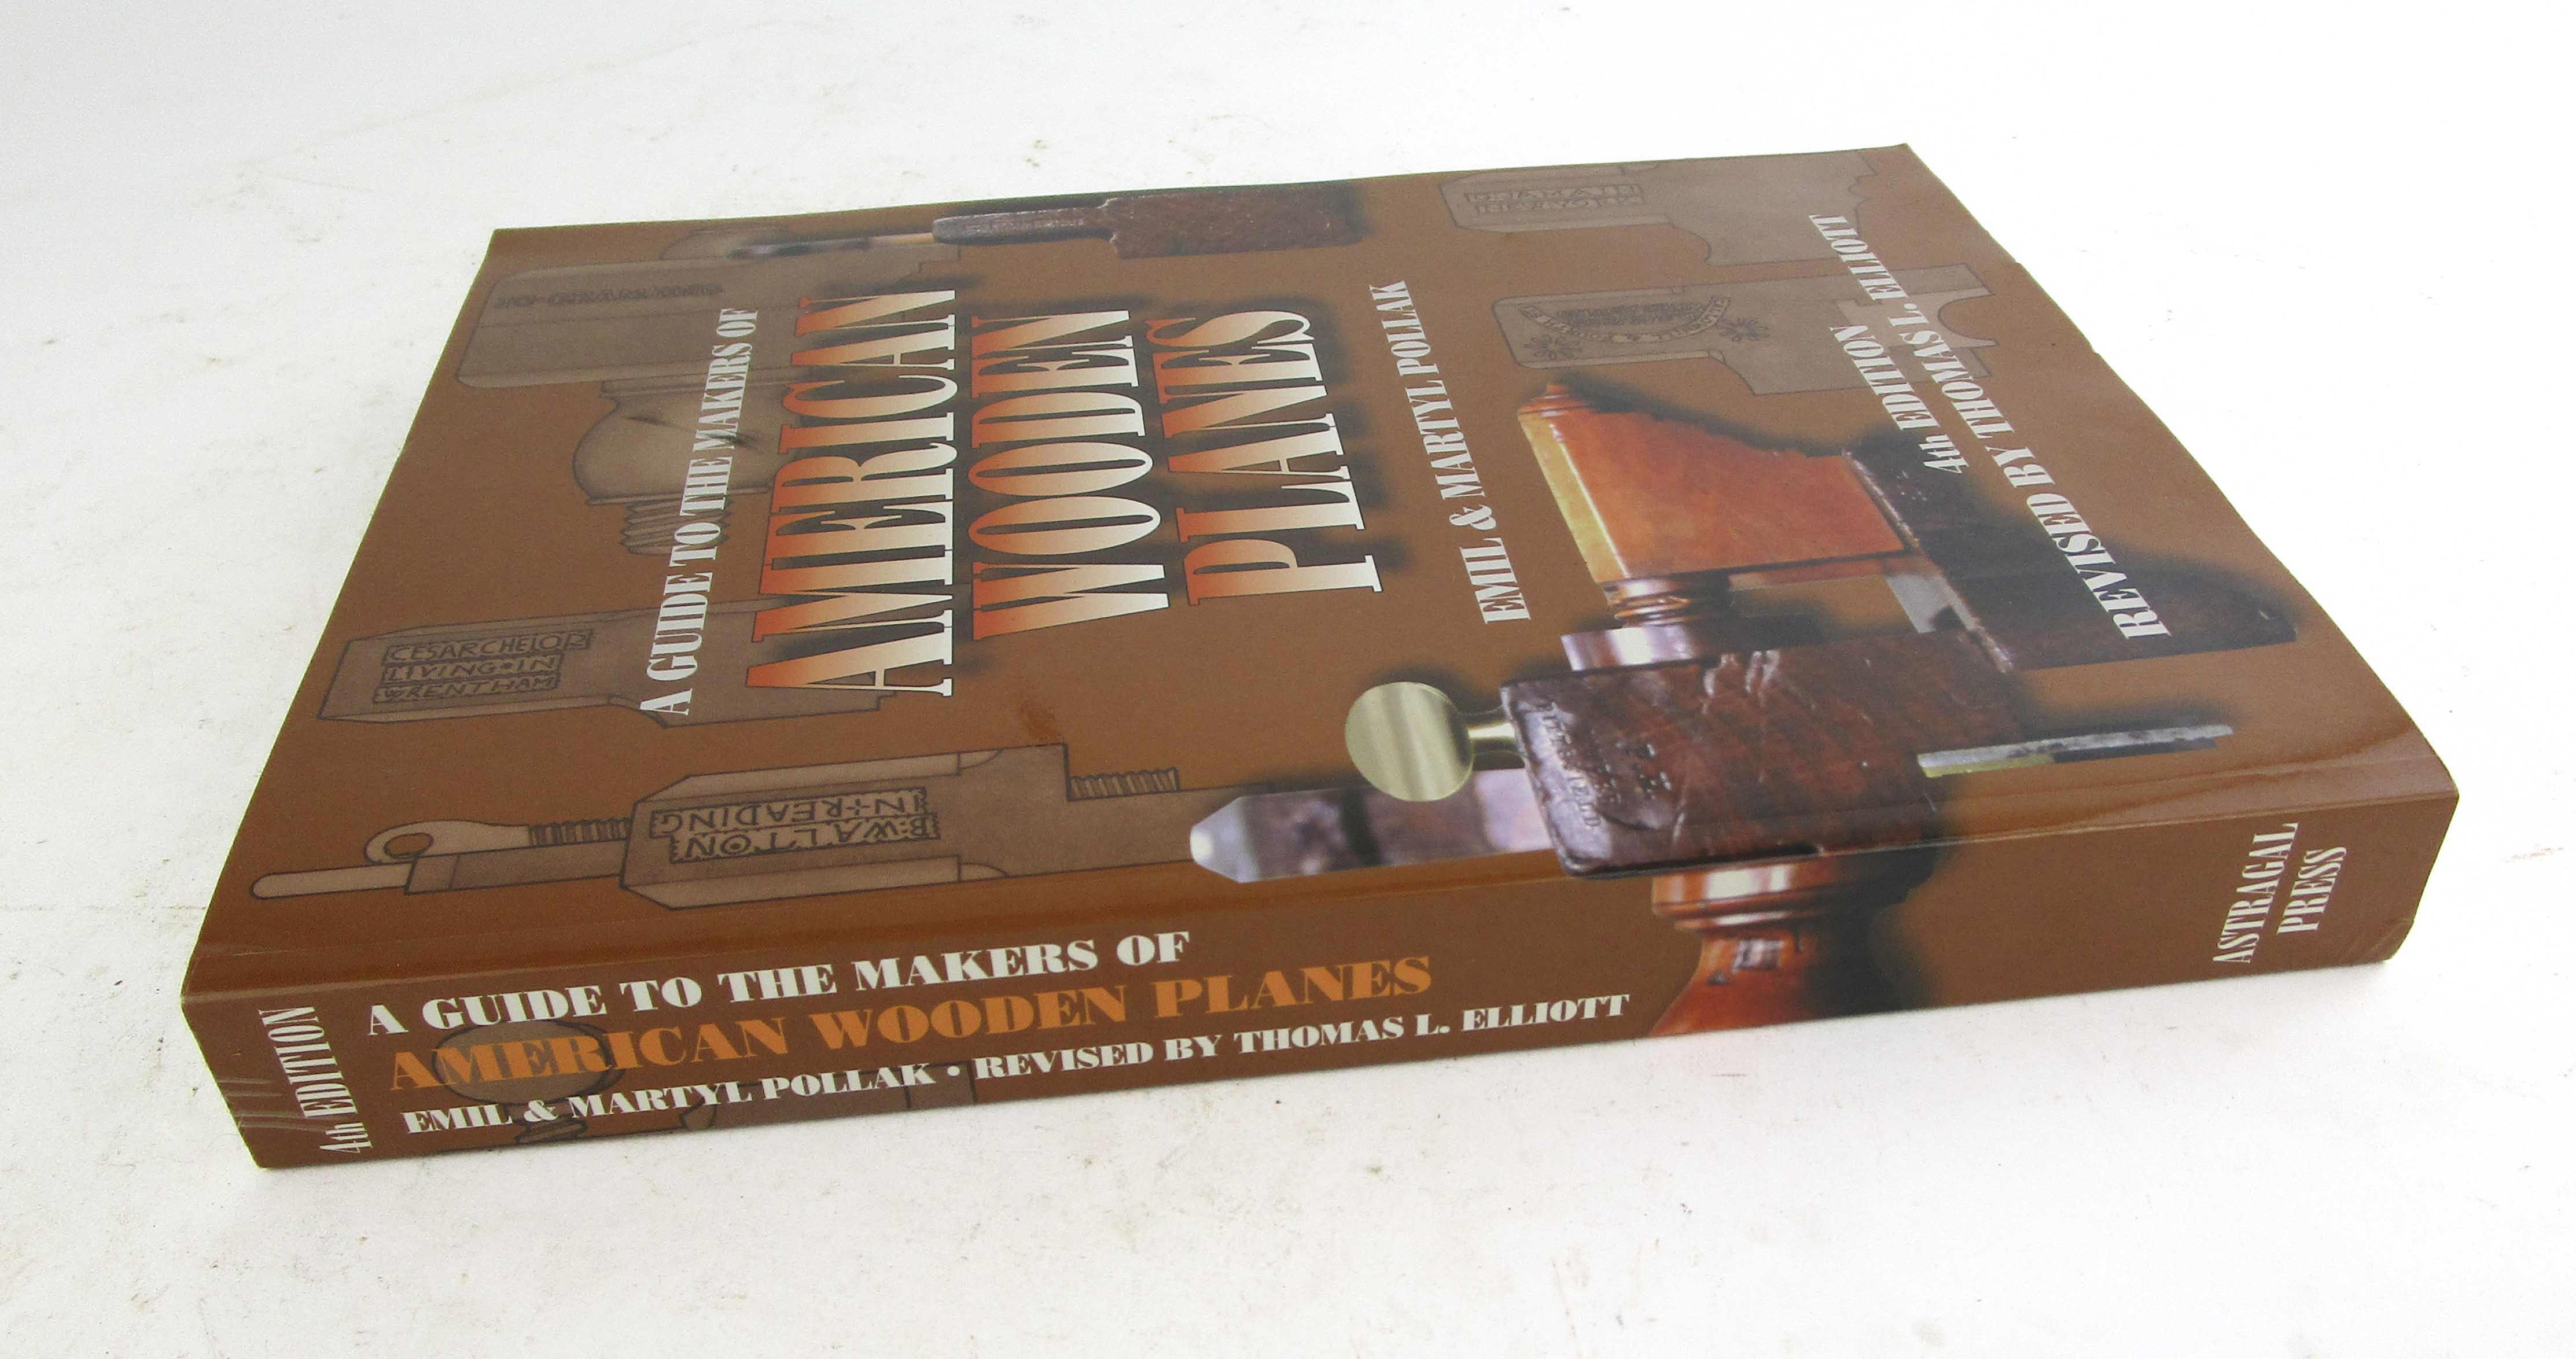 A GUIDE TO THE MAKERS OF
AMERICAN
WOODEN
PLANES
EMIL & MARTYL POLLAK
4th EDITION
REVISED BY THOMAS L. ELLIOTT
CESARCHELOR
LIVING•IN
WRENTHAM
B:WALTON
IN+READING
4th EDITION
A GUIDE TO THE MAKERS OF
AMERICAN WOODEN PLANES
EMIL & MARTYL POLLAK • REVISED BY THOMAS L. ELLIOTT
ASTRAGAL
PRESS